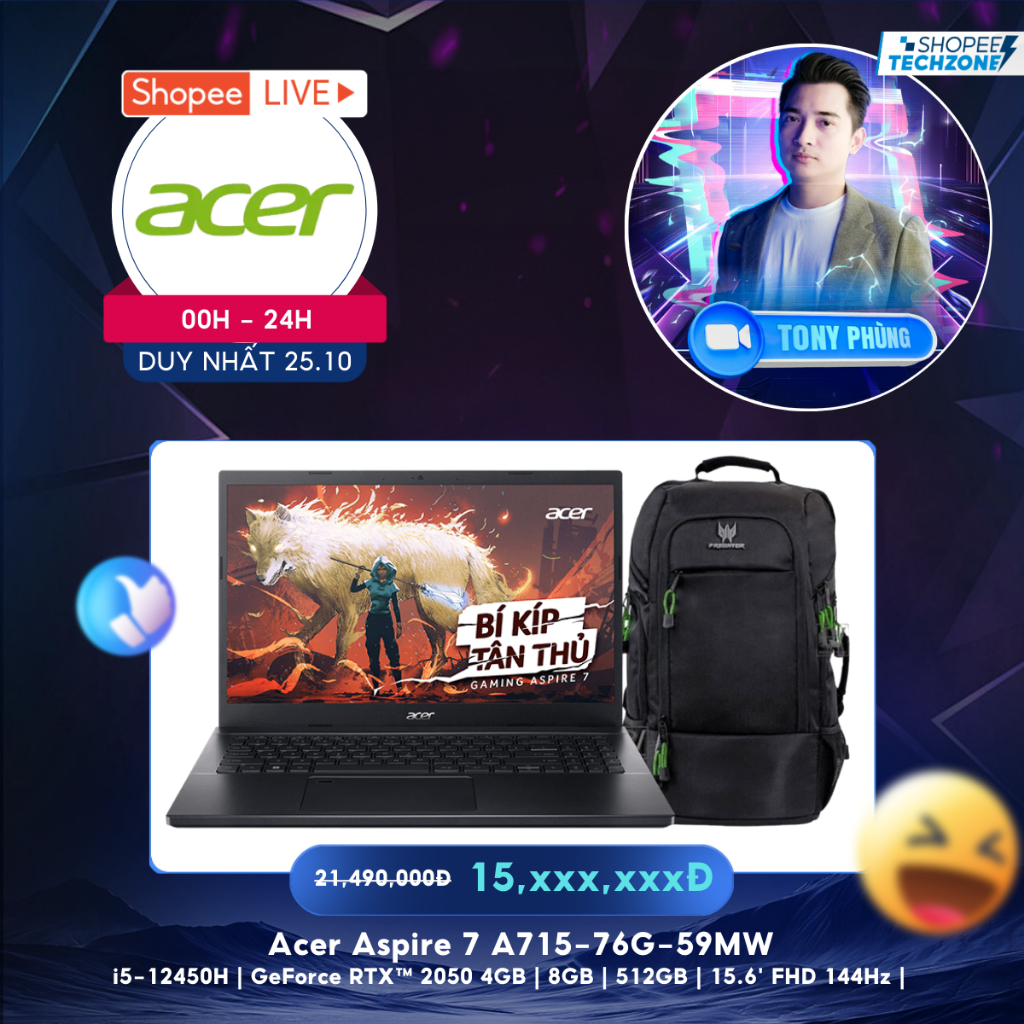 SHOPEE
TECHZONE
Shopee LIVE
acer
00H - 24H
DUY NHẤT 25.10
TONY PHÙNG
acer
BÍ KÍP
TÂN THỦ
GAMING ASPIRE 7
acer
PREDATOR
21,490,000Đ 15,xxx,xxxĐ
Acer Aspire 7 A715-76G-59MW
i5-12450H | GeForce RTX™ 2050 4GB | 8GB | 512GB | 15.6' FHD 144Hz |